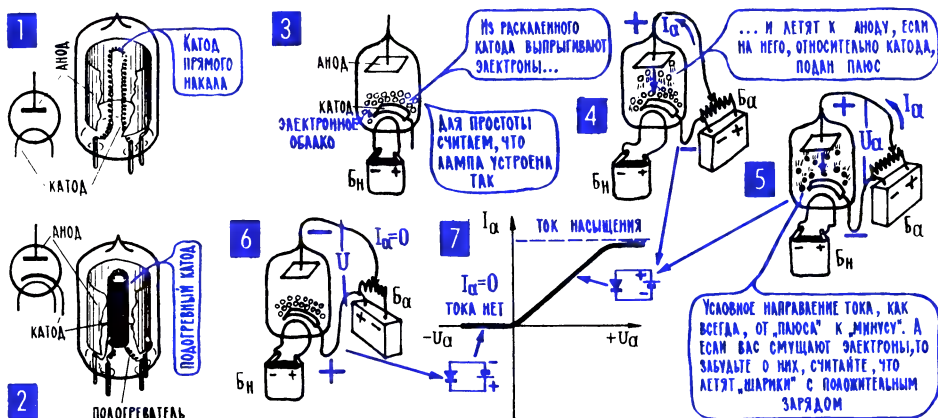 1
АНОД
КАТОД
ПРЯМОГО
НАКАЛА
КАТОД
2
АНОД
КАТОД
ПОДОГРЕВНЫЙ КАТОД
ПОДОГРЕВАТЕЛЬ
3
АНОД
КАТОД
ЭЛЕКТРОННОЕ
ОБЛАКО
Бн
- +
ИЗ РАСКАЛЕННОГО
КАТОДА ВЫПРЫГИВАЮТ
ЭЛЕКТРОНЫ...
ДЛЯ ПРОСТОТЫ
СЧИТАЕМ, ЧТО
ЛАМПА УСТРОЕНА
ТАК
4
+
Iа
Ба
-
- +
Бн
- +
... И ЛЕТЯТ К АНОДУ, ЕСЛИ
НА НЕГО, ОТНОСИТЕЛЬНО КАТОДА,
ПОДАН ПЛЮС
5
+
Iа
Uа
-
- +
Ба
Бн
- +
УСЛОВНОЕ НАПРАВЛЕНИЕ ТОКА, КАК
ВСЕГДА, ОТ „ПЛЮСА" К „МИНУСУ". А
ЕСЛИ ВАС СМУЩАЮТ ЭЛЕКТРОНЫ, ТО
ЗАБУДЬТЕ О НИХ, СЧИТАЙТЕ, ЧТО
ЛЕТЯТ „ШАРИКИ" С ПОЛОЖИТЕЛЬНЫМ
ЗАРЯДОМ
6
-
Iа=0
U
Ба
- +
Бн
- +
+
7
Iа
ТОК НАСЫЩЕНИЯ
Iа=0
ТОКА НЕТ
-Uа
+Uа
+
-
-
+